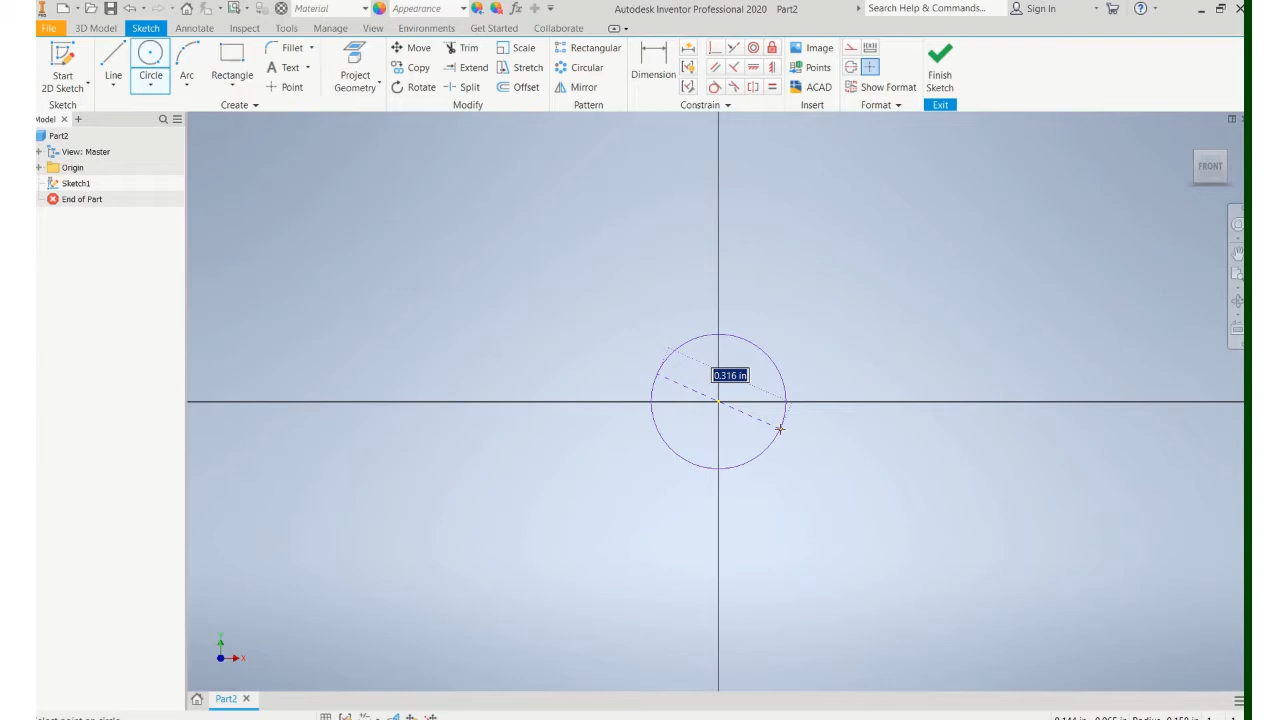 Material Appearance fx Autodesk Inventor Professional 2020 Part2 Search Help & Commands... Sign In
File 3D Model Sketch Annotate Inspect Tools Manage View Environments Get Started Collaborate
Start 2D Sketch
Line
Circle
Arc
Rectangle
Fillet
Text
Point
Project Geometry
Move
Copy
Rotate
Trim
Extend
Split
Scale
Stretch
Offset
Rectangular
Circular
Mirror
Dimension
Image
Points
ACAD
Show Format
Finish Sketch
Sketch Create Modify Pattern Constrain Insert Format Exit
Model
Part2
View: Master
Origin
Sketch1
End of Part
FRONT
0.316 in
X
Part2